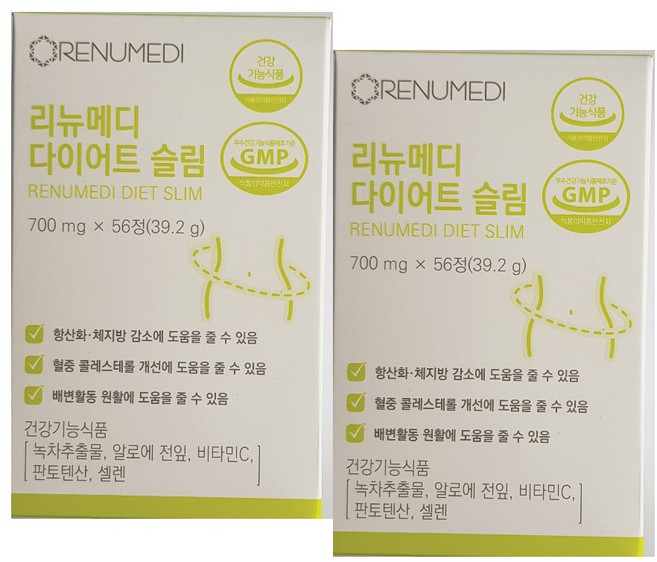 RENUMEDI
건강
기능식품
식품의약품안전처
리뉴메디
다이어트 슬림
RENUMEDI DIET SLIM
우수건강기능식품제조기준
GMP
식품의약품안전처
700 mg × 56정(39.2 g)
항산화·체지방 감소에 도움을 줄 수 있음
혈중 콜레스테롤 개선에 도움을 줄 수 있음
배변활동 원활에 도움을 줄 수 있음
건강기능식품
[녹차추출물, 알로에 전잎, 비타민C,
판토텐산, 셀렌]
RENUMEDI
건강
기능식품
식품의약품안전처
리뉴메디
다이어트 슬림
RENUMEDI DIET SLIM
우수건강기능식품제조기준
GMP
식품의약품안전처
700 mg × 56정(39.2 g)
항산화·체지방 감소에 도움을 줄 수 있음
혈중 콜레스테롤 개선에 도움을 줄 수 있음
배변활동 원활에 도움을 줄 수 있음
건강기능식품
[녹차추출물, 알로에 전잎, 비타민C,
판토텐산, 셀렌]